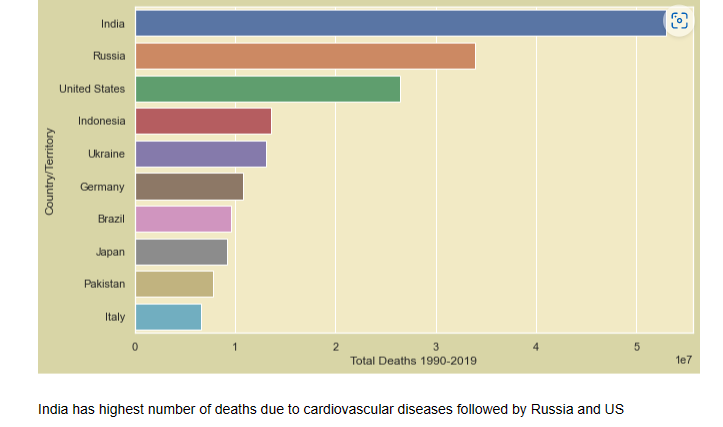 India
Russia
United States
Indonesia
Ukraine
Germany
Brazil
Japan
Pakistan
Italy
Country/Territory
0 1 2 3 4 5
1e7
Total Deaths 1990-2019
India has highest number of deaths due to cardiovascular diseases followed by Russia and US